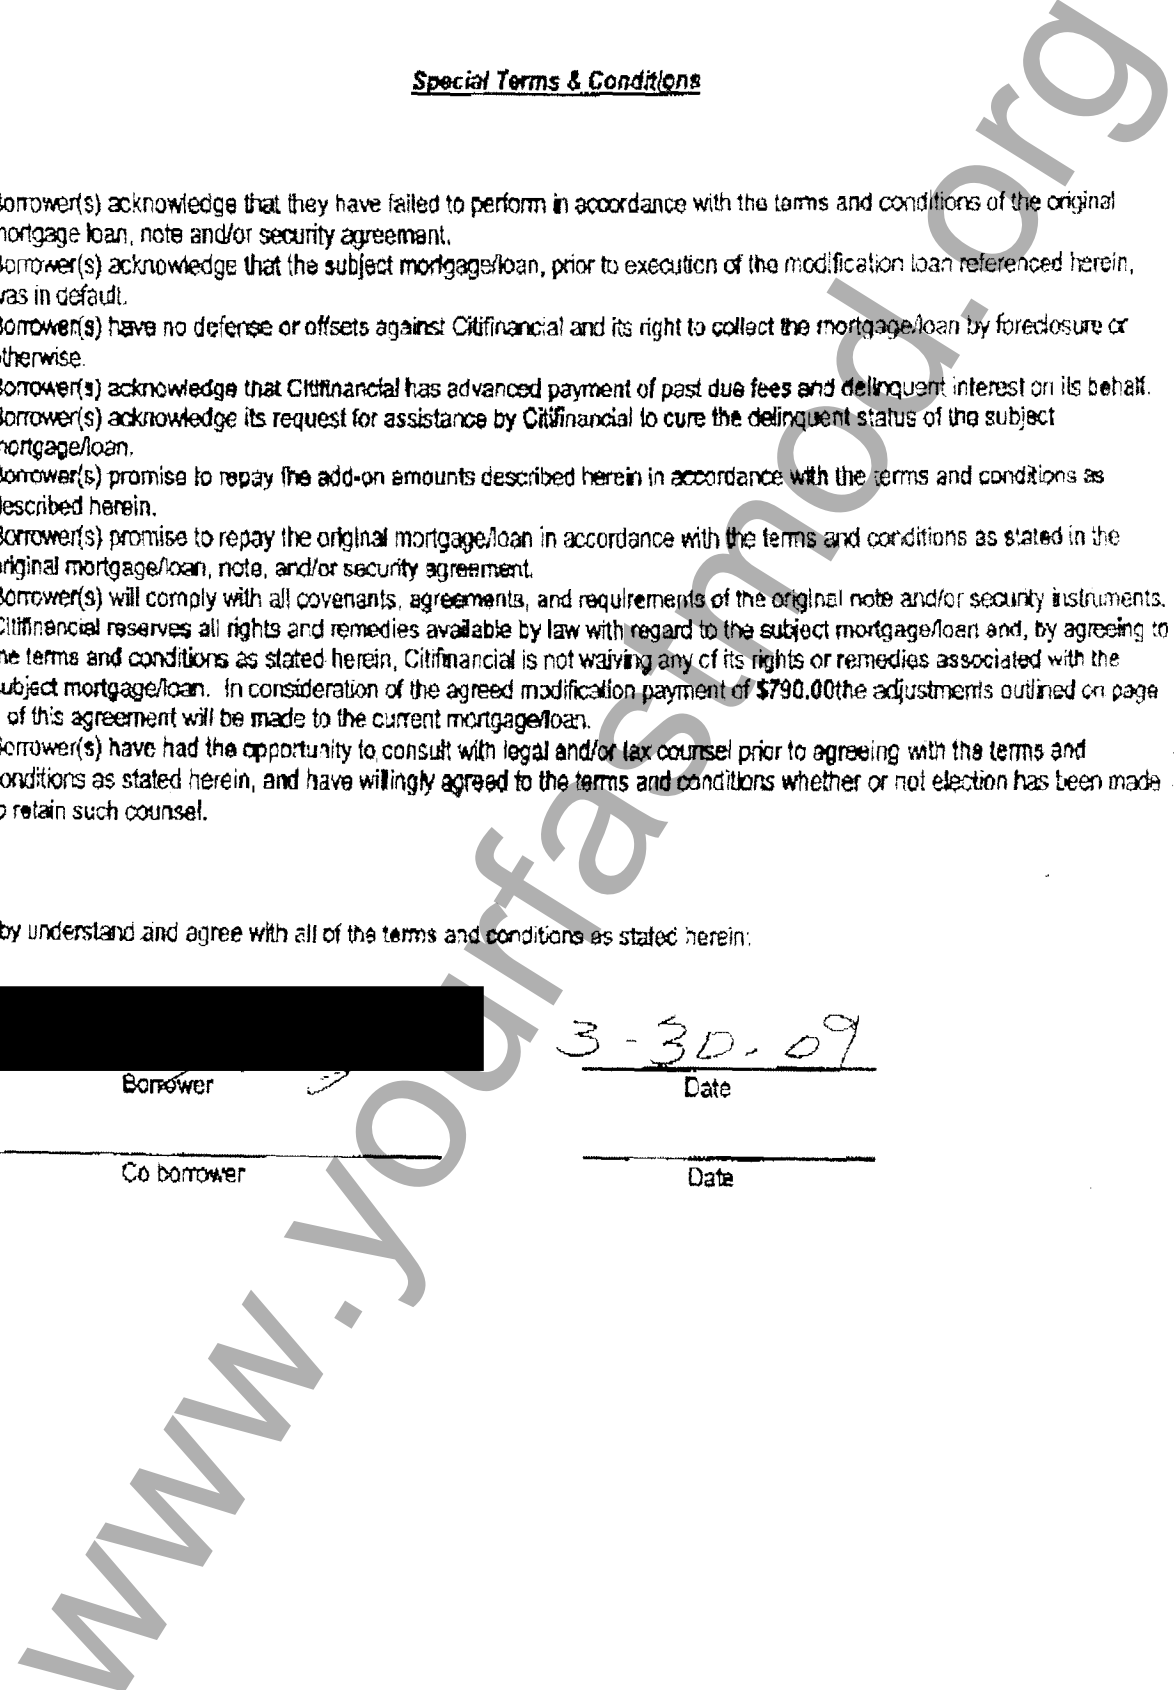 Special Terms & Conditions
orrower(s) acknowledge that they have failed to perform in accordance with the terms and conditions of the original
ortgage loan, note and/or security agreement.
orrower(s) acknowledge that the subject mortgage/loan, prior to execution of the modification loan referenced herein,
as in default.
orrower(s) have no defense or offsets against Citifinancial and its right to collect the mortgage/loan by foreclosure or
therwise.
orrower(s) acknowledge that Citifinancial has advanced payment of past due fees and delinquent interest on its behalf.
orrower(s) acknowledge its request for assistance by Citifinancial to cure the delinquent status of the subject
ortgage/loan.
orrower(s) promise to repay the add-on amounts described herein in accordance with the terms and conditions as
escribed herein.
orrower(s) promise to repay the original mortgage/loan in accordance with the terms and conditions as stated in the
riginal mortgage/loan, note, and/or security agreement.
orrower(s) will comply with all covenants, agreements, and requirements of the original note and/or security instruments.
itifinancial reserves all rights and remedies available by law with regard to the subject mortgage/loan and, by agreeing to
he terms and conditions as stated herein, Citifinancial is not waiving any of its rights or remedies associated with the
ubject mortgage/loan. In consideration of the agreed modification payment of $790.00the adjustments outlined on page
of this agreement will be made to the current mortgage/loan.
orrower(s) have had the opportunity to consult with legal and/or tax counsel prior to agreeing with the terms and
onditions as stated herein, and have willingly agreed to the terms and conditions whether or not election has been made
o retain such counsel.
by understand and agree with all of the terms and conditions as stated herein:
3-30.09
Borrower Date
Co borrower Date
www.yourfastmod.org